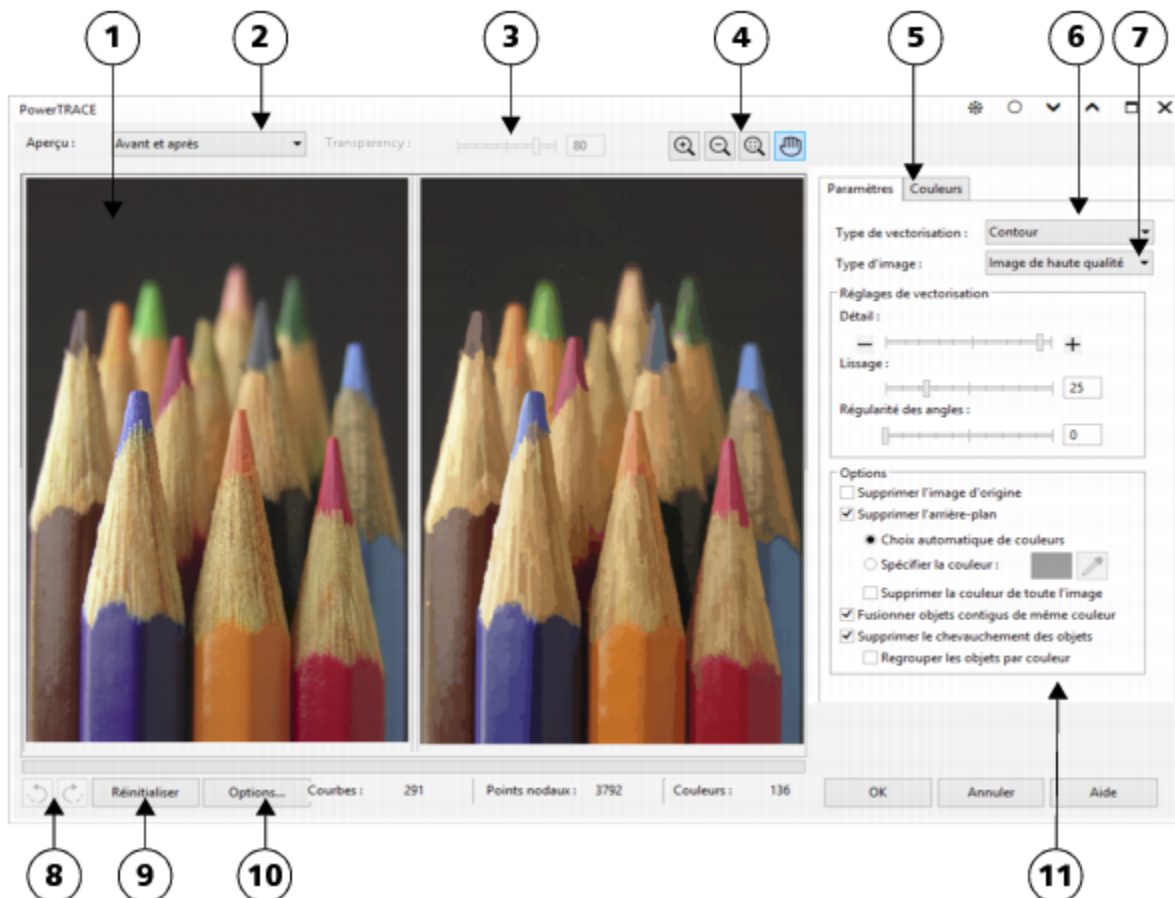 1 2 3 4 5 6 7
PowerTRACE
Aperçu : Avant et après Transparency : 80
Paramètres Couleurs
Type de vectorisation : Contour
Type d'image : Image de haute qualité
Réglages de vectorisation
Détail :
Lissage :
25
Régularité des angles :
0
Options
Supprimer l'image d'origine
Supprimer l'arrière-plan
Choix automatique de couleurs
Spécifier la couleur :
Supprimer la couleur de toute l'image
Fusionner objets contigus de même couleur
Supprimer le chevauchement des objets
Regrouper les objets par couleur
Réinitialiser Options... Courbes : 291 Points nodaux : 3792 Couleurs : 136 OK Annuler Aide
8 9 10 11